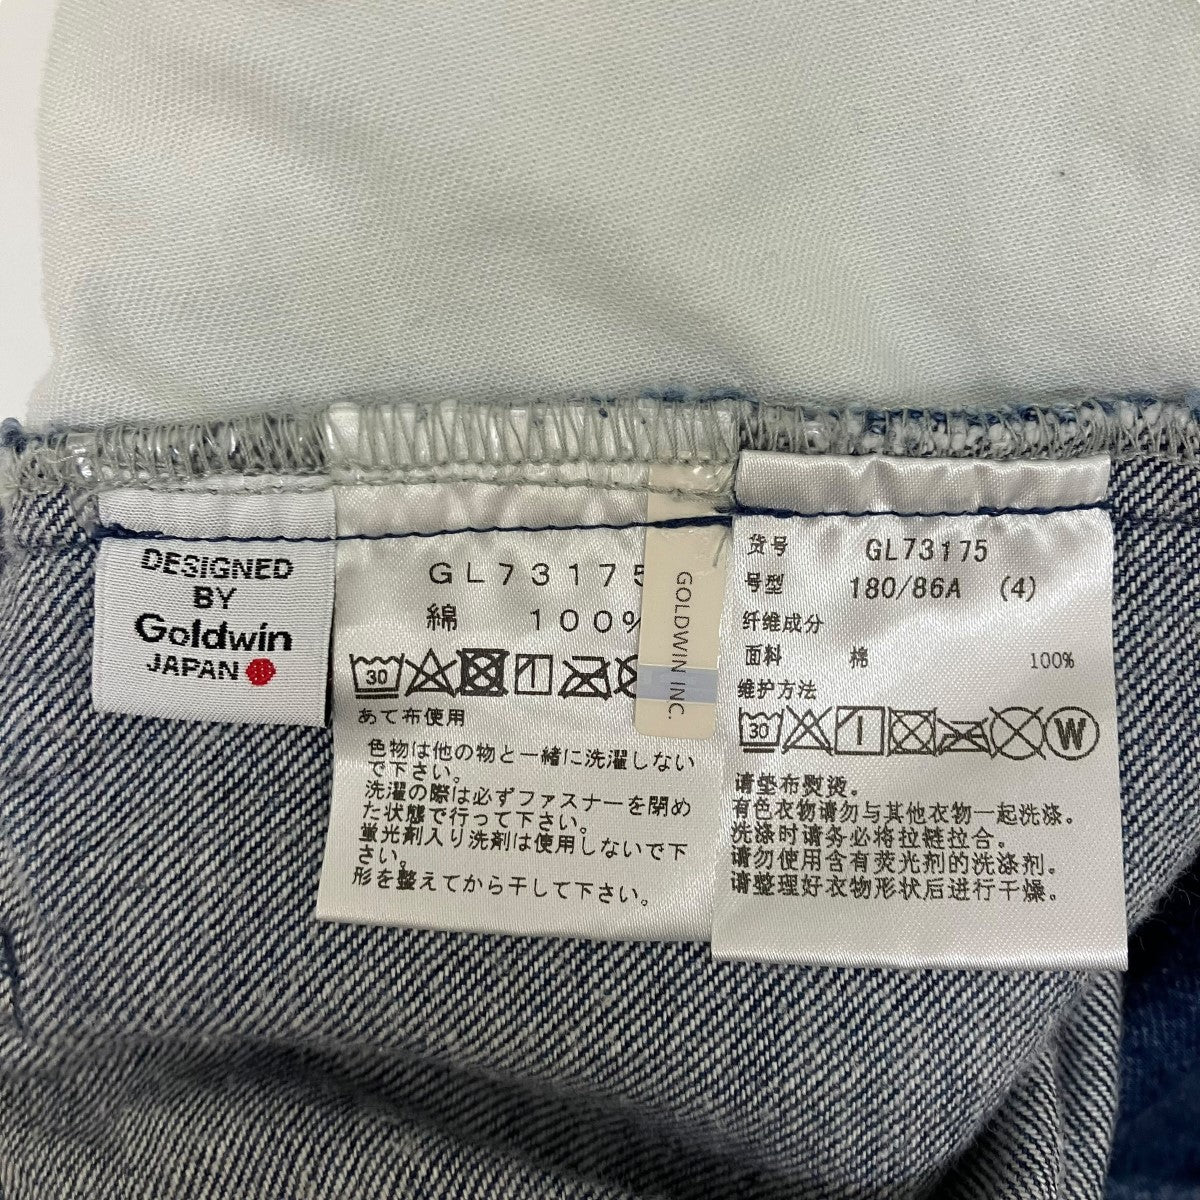 DESIGNED
BY
Goldwin
JAPAN
GL73175
綿 100%
30
あて布使用
色物は他の物と一緒に洗濯しない
で下さい。
洗濯の際は必ずファスナーを閉め
た状態で行って下さい。
蛍光剤入り洗剤は使用しないで下
さい。
形を整えてから干して下さい。
GOLDWIN INC.
货号 GL73175
号型 180/86A (4)
纤维成分
面料 棉 100%
维护方法
30 W
请垫布熨烫。
有色衣物请勿与其他衣物一起洗涤。
洗涤时请务必将拉链拉合。
请勿使用含有荧光剂的洗涤剂。
请整理好衣物形状后进行干燥。